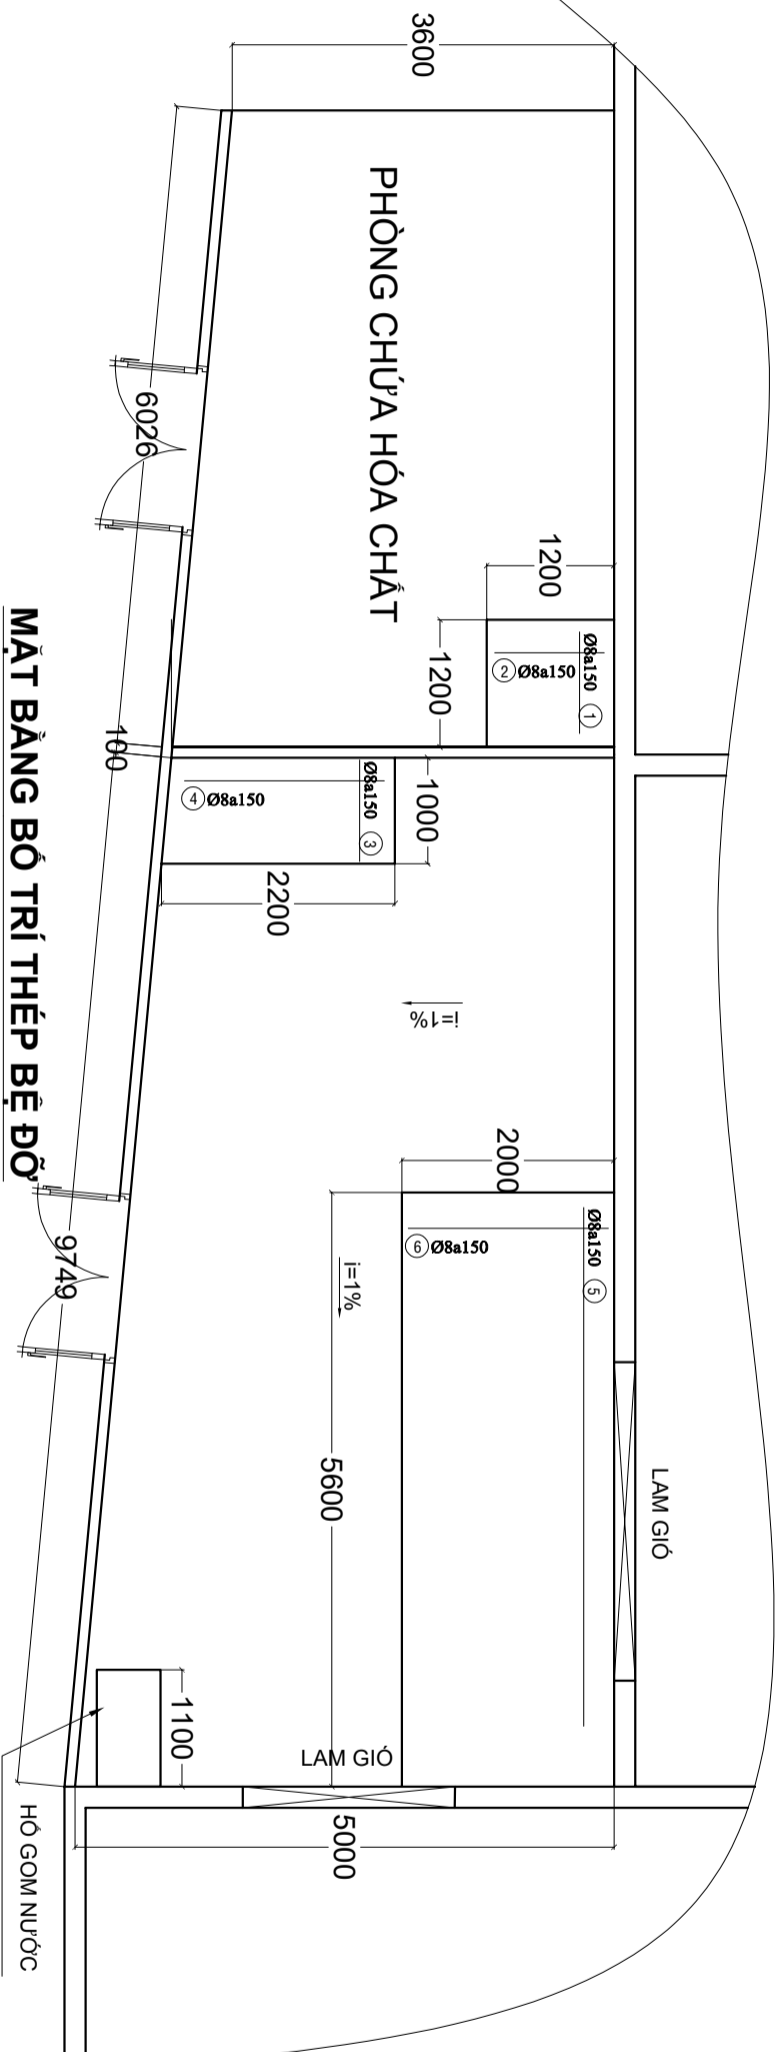 3600
PHÒNG CHỨA HÓA CHẤT
6026
1200
1200
Ø8a150 1
2 Ø8a150
100
1000
Ø8a150 3
4 Ø8a150
2200
i=1%
2000
Ø8a150 5
6 Ø8a150
i=1%
9749
5600
LAM GIÓ
1100
LAM GIÓ
5000
HỐ GOM NƯỚC
MẶT BẰNG BỐ TRÍ THÉP BỆ ĐỠ